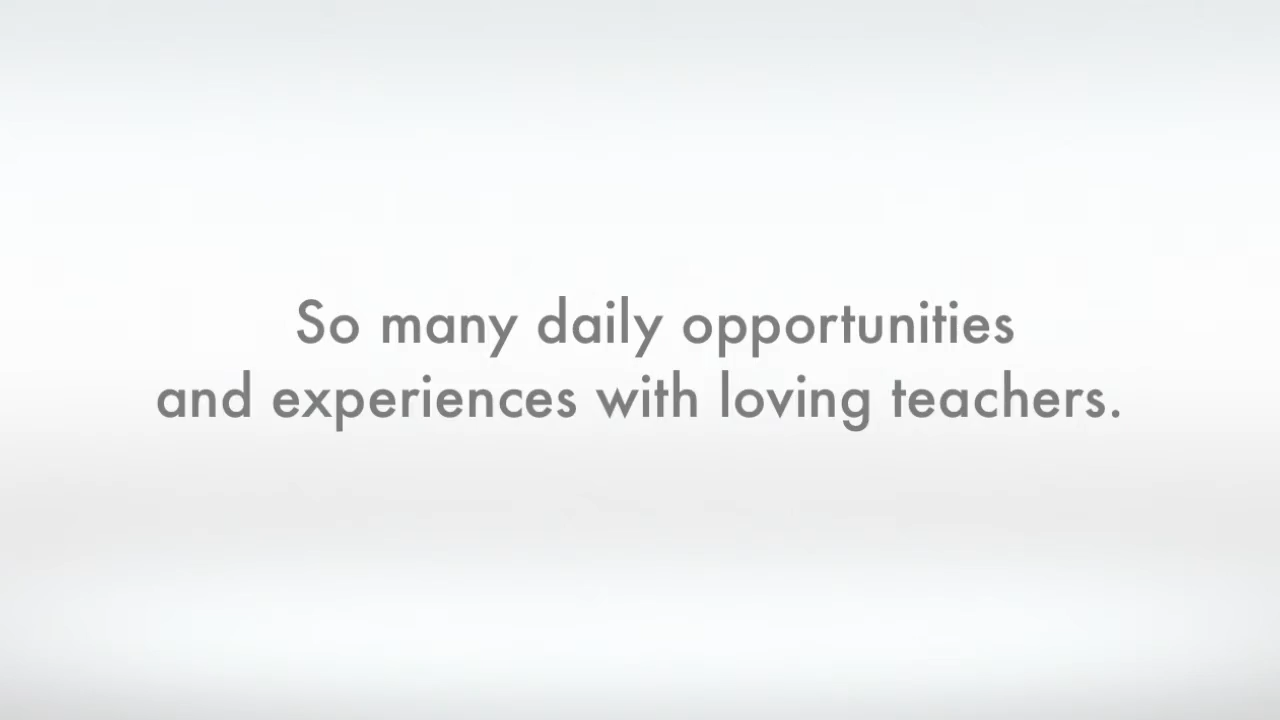 So many daily opportunities
and experiences with loving teachers.